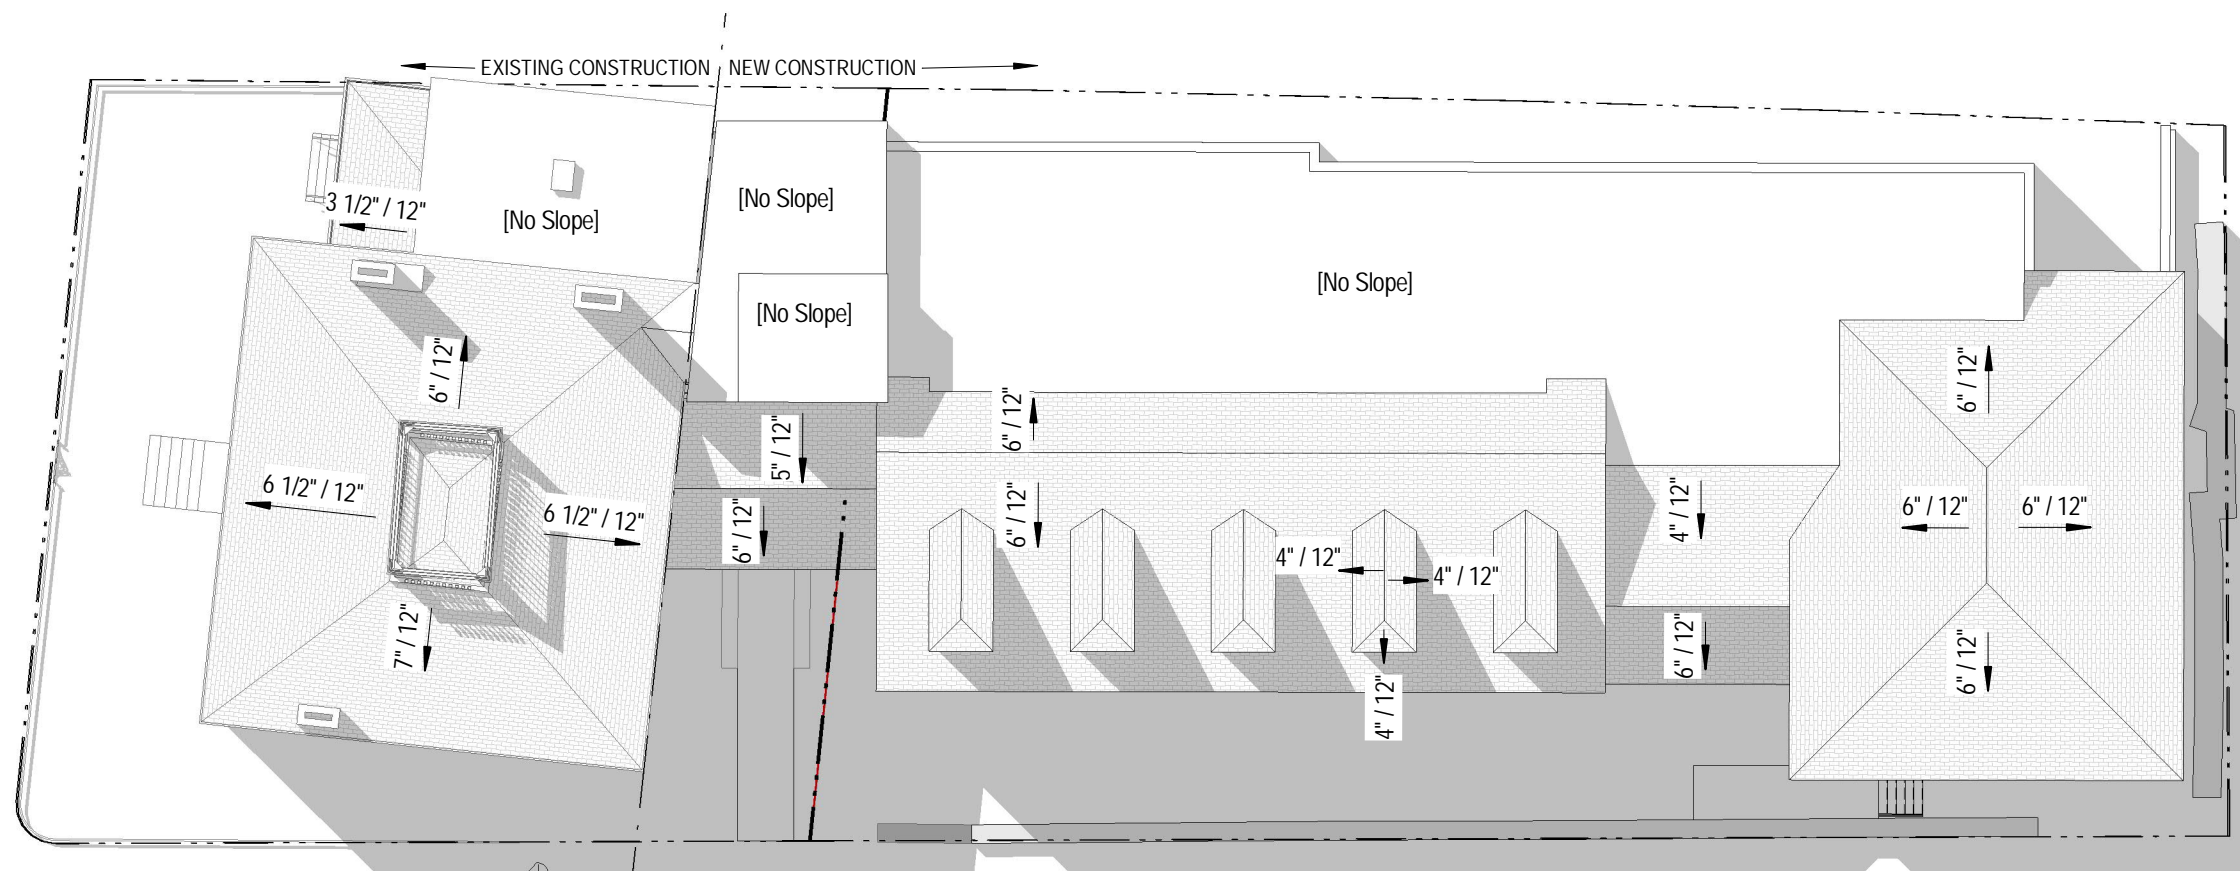 EXISTING CONSTRUCTION
NEW CONSTRUCTION
3 1/2" / 12"
[No Slope]
[No Slope]
[No Slope]
[No Slope]
6" / 12"
6 1/2" / 12"
6 1/2" / 12"
7" / 12"
5" / 12"
6" / 12"
6" / 12"
6" / 12"
4" / 12"
4" / 12"
4" / 12"
4" / 12"
6" / 12"
6" / 12"
6" / 12"
6" / 12"
6" / 12"